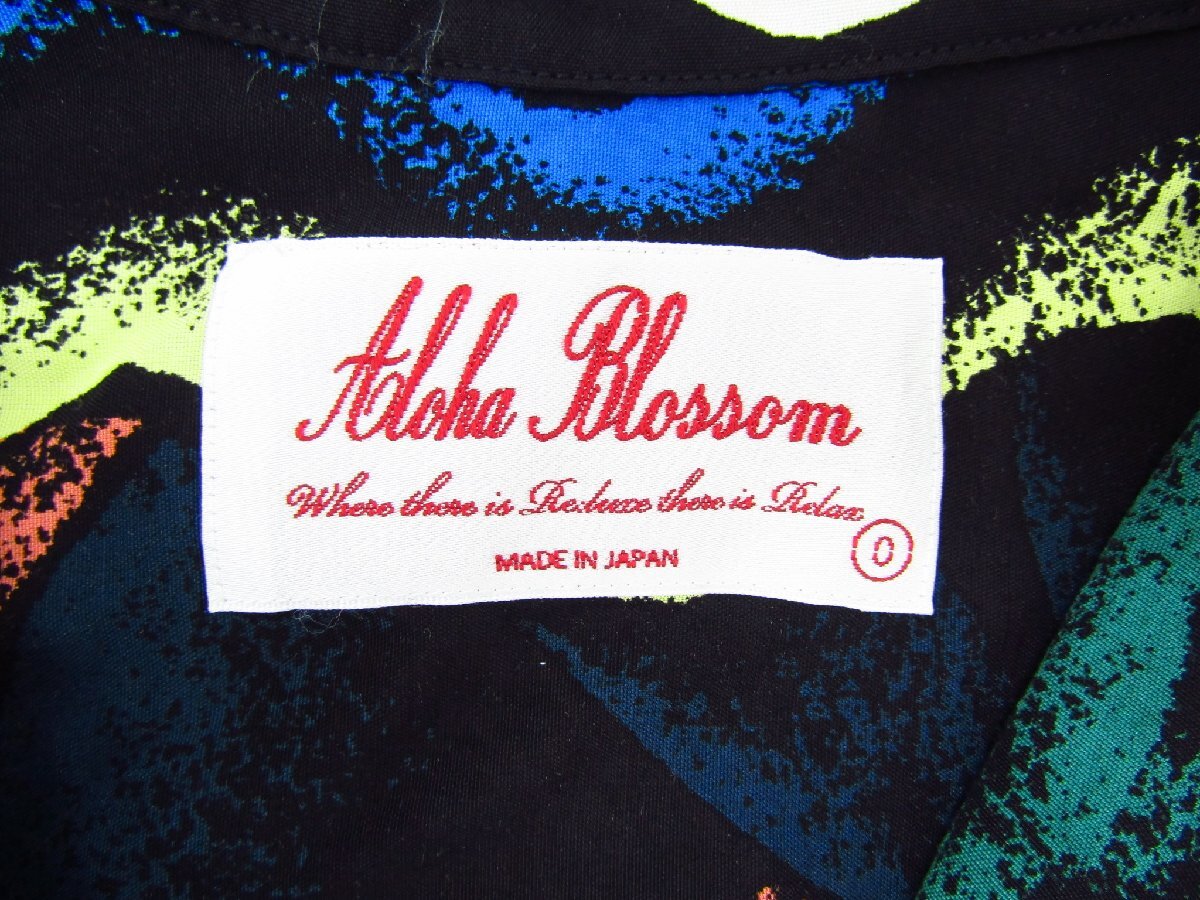 Aloha Blossom
Where there is Re:luxe there is Relax
MADE IN JAPAN
0